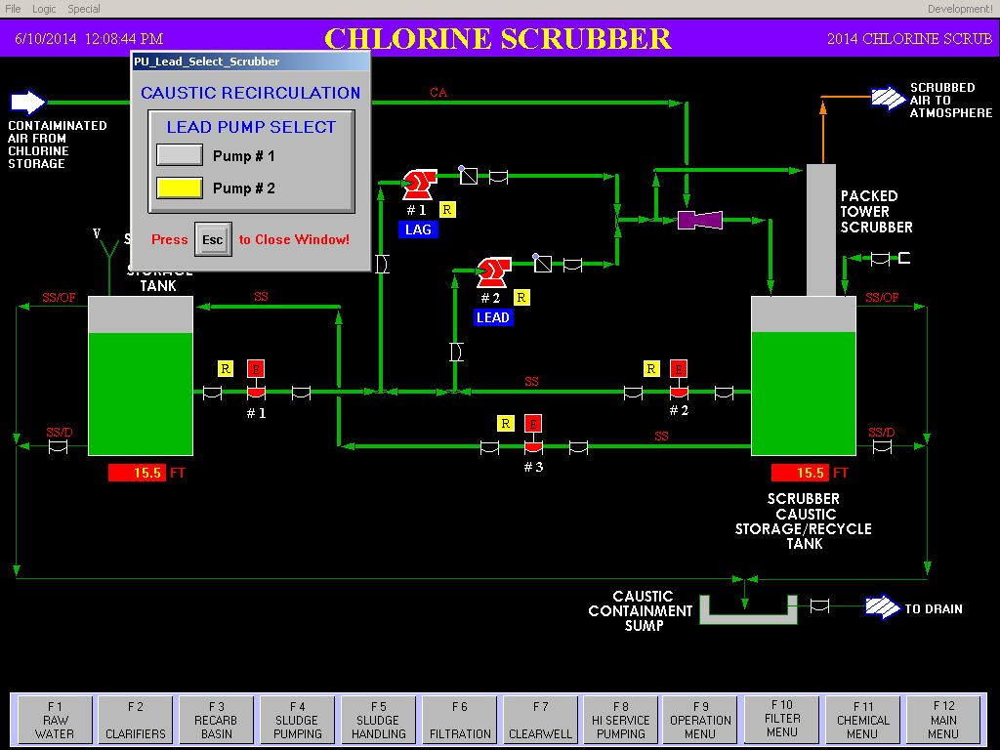 File Logic Special Development!
6/10/2014 12:08:44 PM CHLORINE SCRUBBER 2014 CHLORINE SCRUB
PU_Lead_Select_Scrubber
CAUSTIC RECIRCULATION
LEAD PUMP SELECT
Pump # 1
Pump # 2
Press Esc to Close Window!
CONTAIMINATED
AIR FROM
CHLORINE
STORAGE
CA
SCRUBBED
AIR TO
ATMOSPHERE
PACKED
TOWER
SCRUBBER
# 1 R
LAG
# 2 R
LEAD
V S
STORAGE
TANK
SS/OF
SS
SS/OF
R E
# 1
SS
R E
# 2
R E
# 3
SS
SS/D
SS/D
15.5 FT
15.5 FT
SCRUBBER
CAUSTIC
STORAGE/RECYCLE
TANK
CAUSTIC
CONTAINMENT
SUMP
TO DRAIN
F 1
RAW
WATER
F 2
CLARIFIERS
F 3
RECARB
BASIN
F 4
SLUDGE
PUMPING
F 5
SLUDGE
HANDLING
F 6
FILTRATION
F 7
CLEARWELL
F 8
HI SERVICE
PUMPING
F 9
OPERATION
MENU
F 10
FILTER
MENU
F 11
CHEMICAL
MENU
F 12
MAIN
MENU